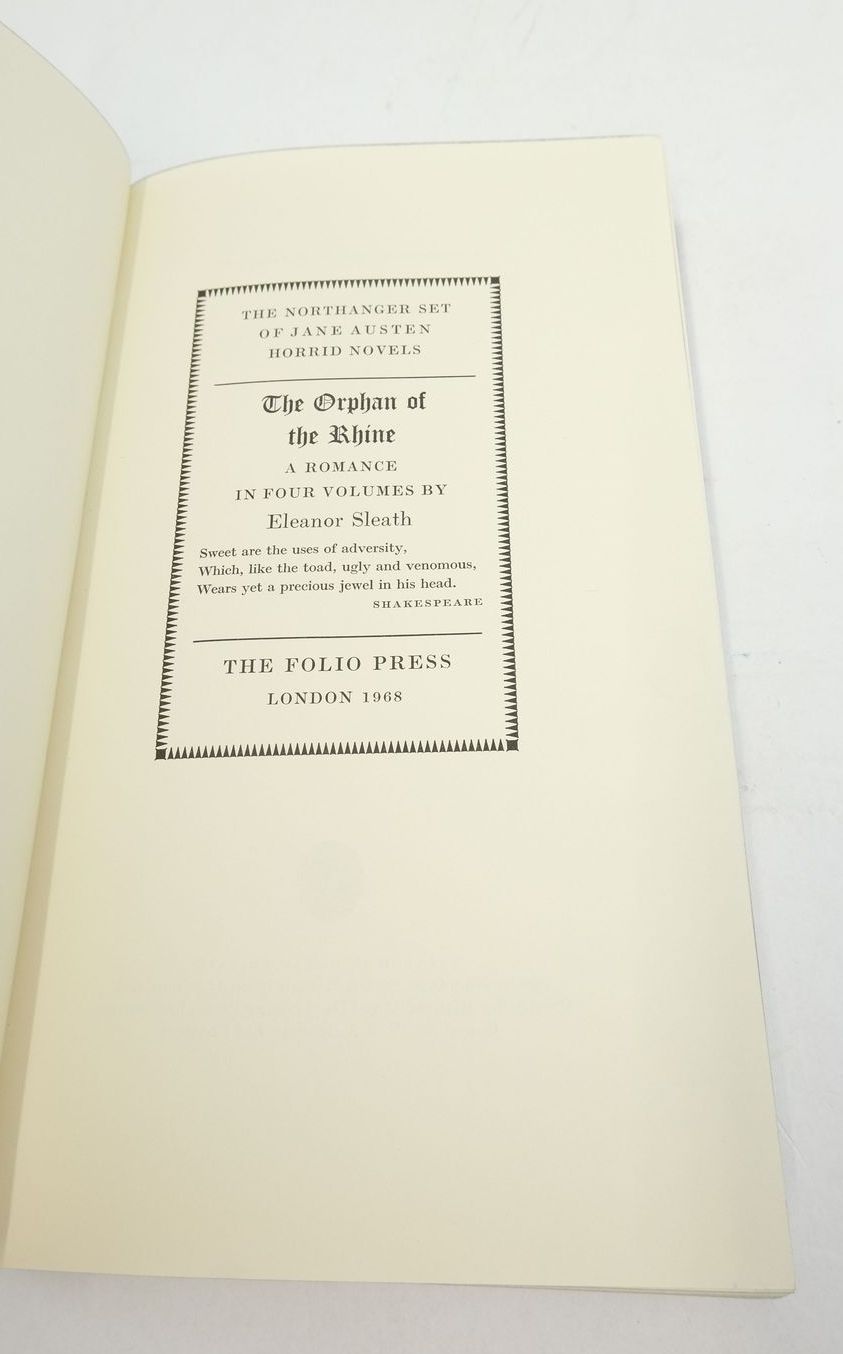 THE NORTHANGER SET
OF JANE AUSTEN
HORRID NOVELS
The Orphan of
the Rhine
A ROMANCE
IN FOUR VOLUMES BY
Eleanor Sleath
Sweet are the uses of adversity,
Which, like the toad, ugly and venomous,
Wears yet a precious jewel in his head.
SHAKESPEARE
THE FOLIO PRESS
LONDON 1968